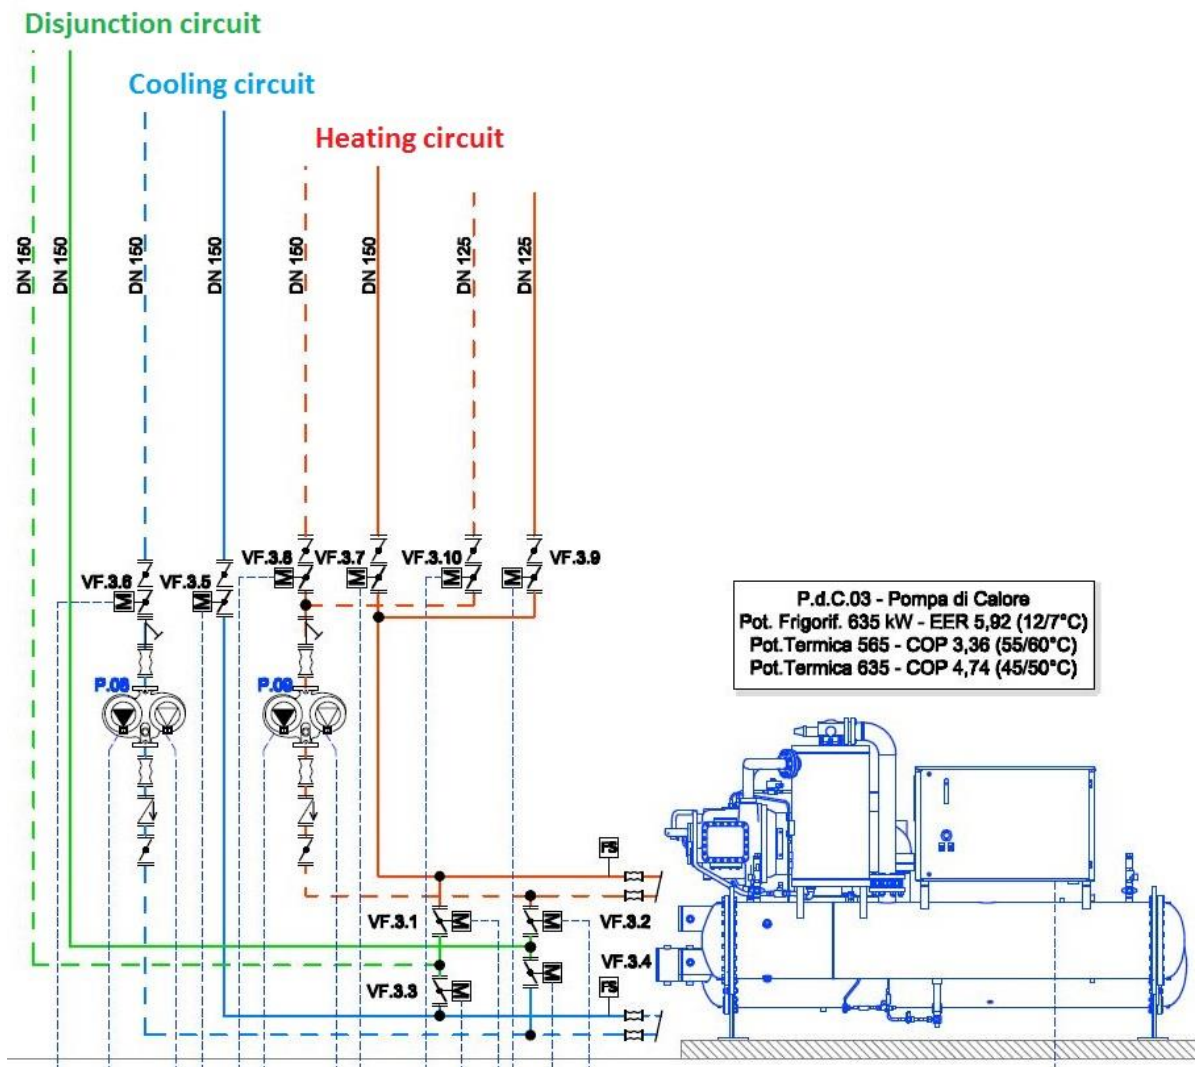 Disjunction circuit
Cooling circuit
Heating circuit
DN 150
DN 150
DN 150
DN 150
DN 150
DN 150
DN 125
DN 125
VF.3.6
VF.3.5
VF.3.8
VF.3.7
VF.3.10
VF.3.9
M
M
M
M
M
M
P.d.C.03 - Pompa di Calore
Pot. Frigorif. 635 kW - EER 5,92 (12/7°C)
Pot.Termica 565 - COP 3,36 (55/60°C)
Pot.Termica 635 - COP 4,74 (45/50°C)
P.08
P.09
FS
VF.3.1
M
M
VF.3.2
VF.3.4
M
VF.3.3
M
FS